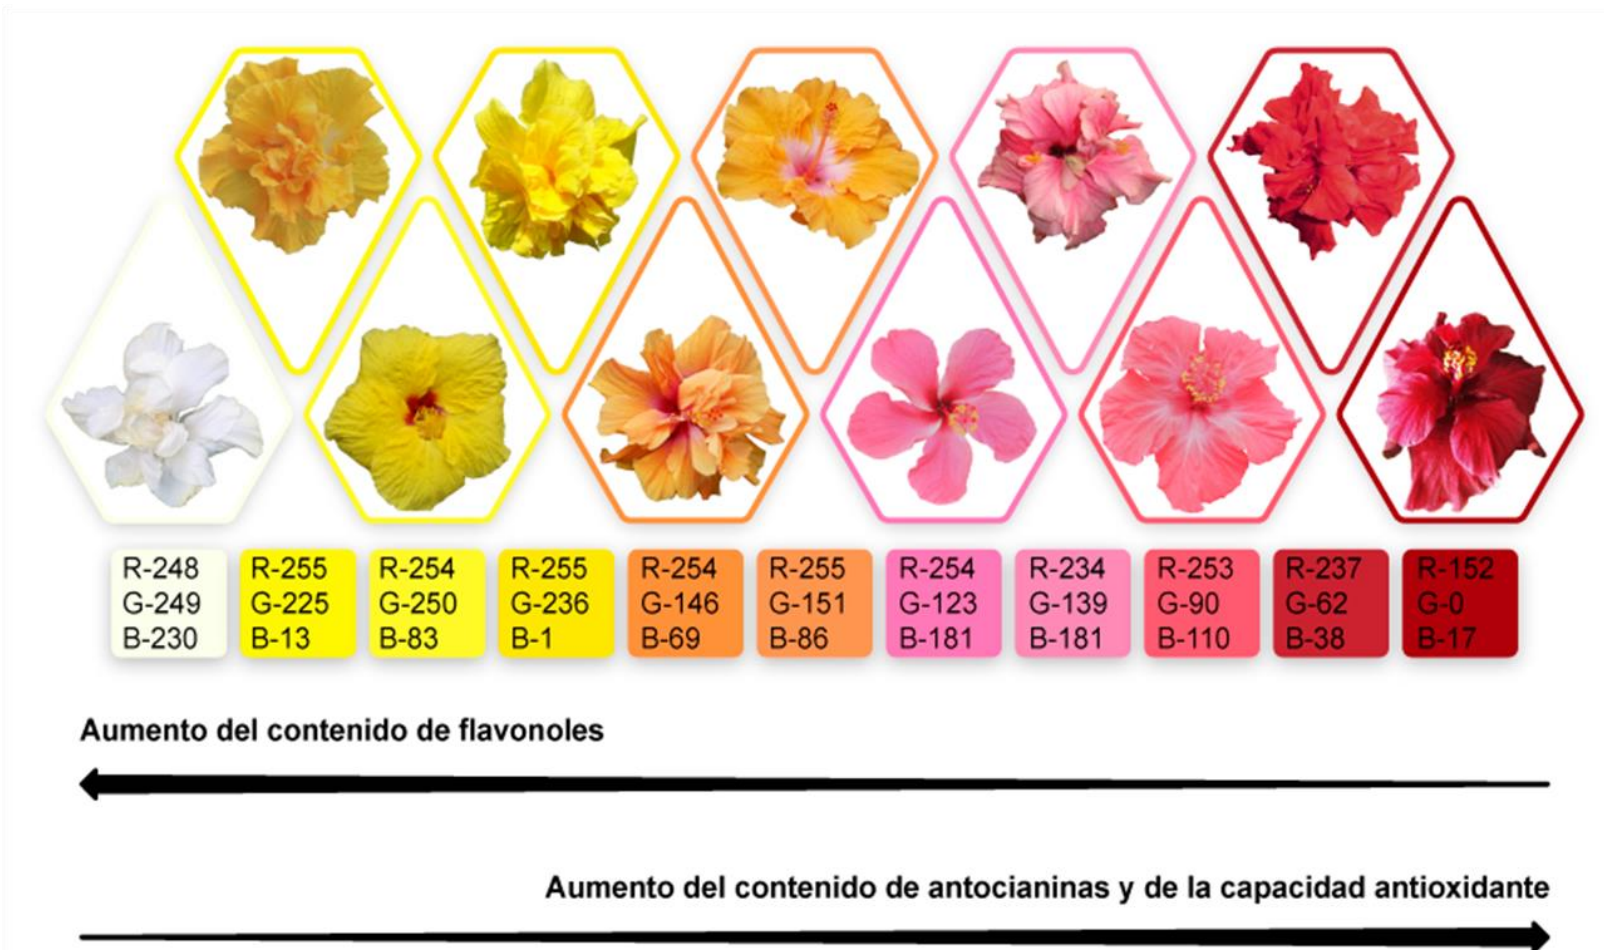 R-248
G-249
B-230
R-255
G-225
B-13
R-254
G-250
B-83
R-255
G-236
B-1
R-254
G-146
B-69
R-255
G-151
B-86
R-254
G-123
B-181
R-234
G-139
B-181
R-253
G-90
B-110
R-237
G-62
B-38
R-152
G-0
B-17
Aumento del contenido de flavonoles
Aumento del contenido de antocianinas y de la capacidad antioxidante